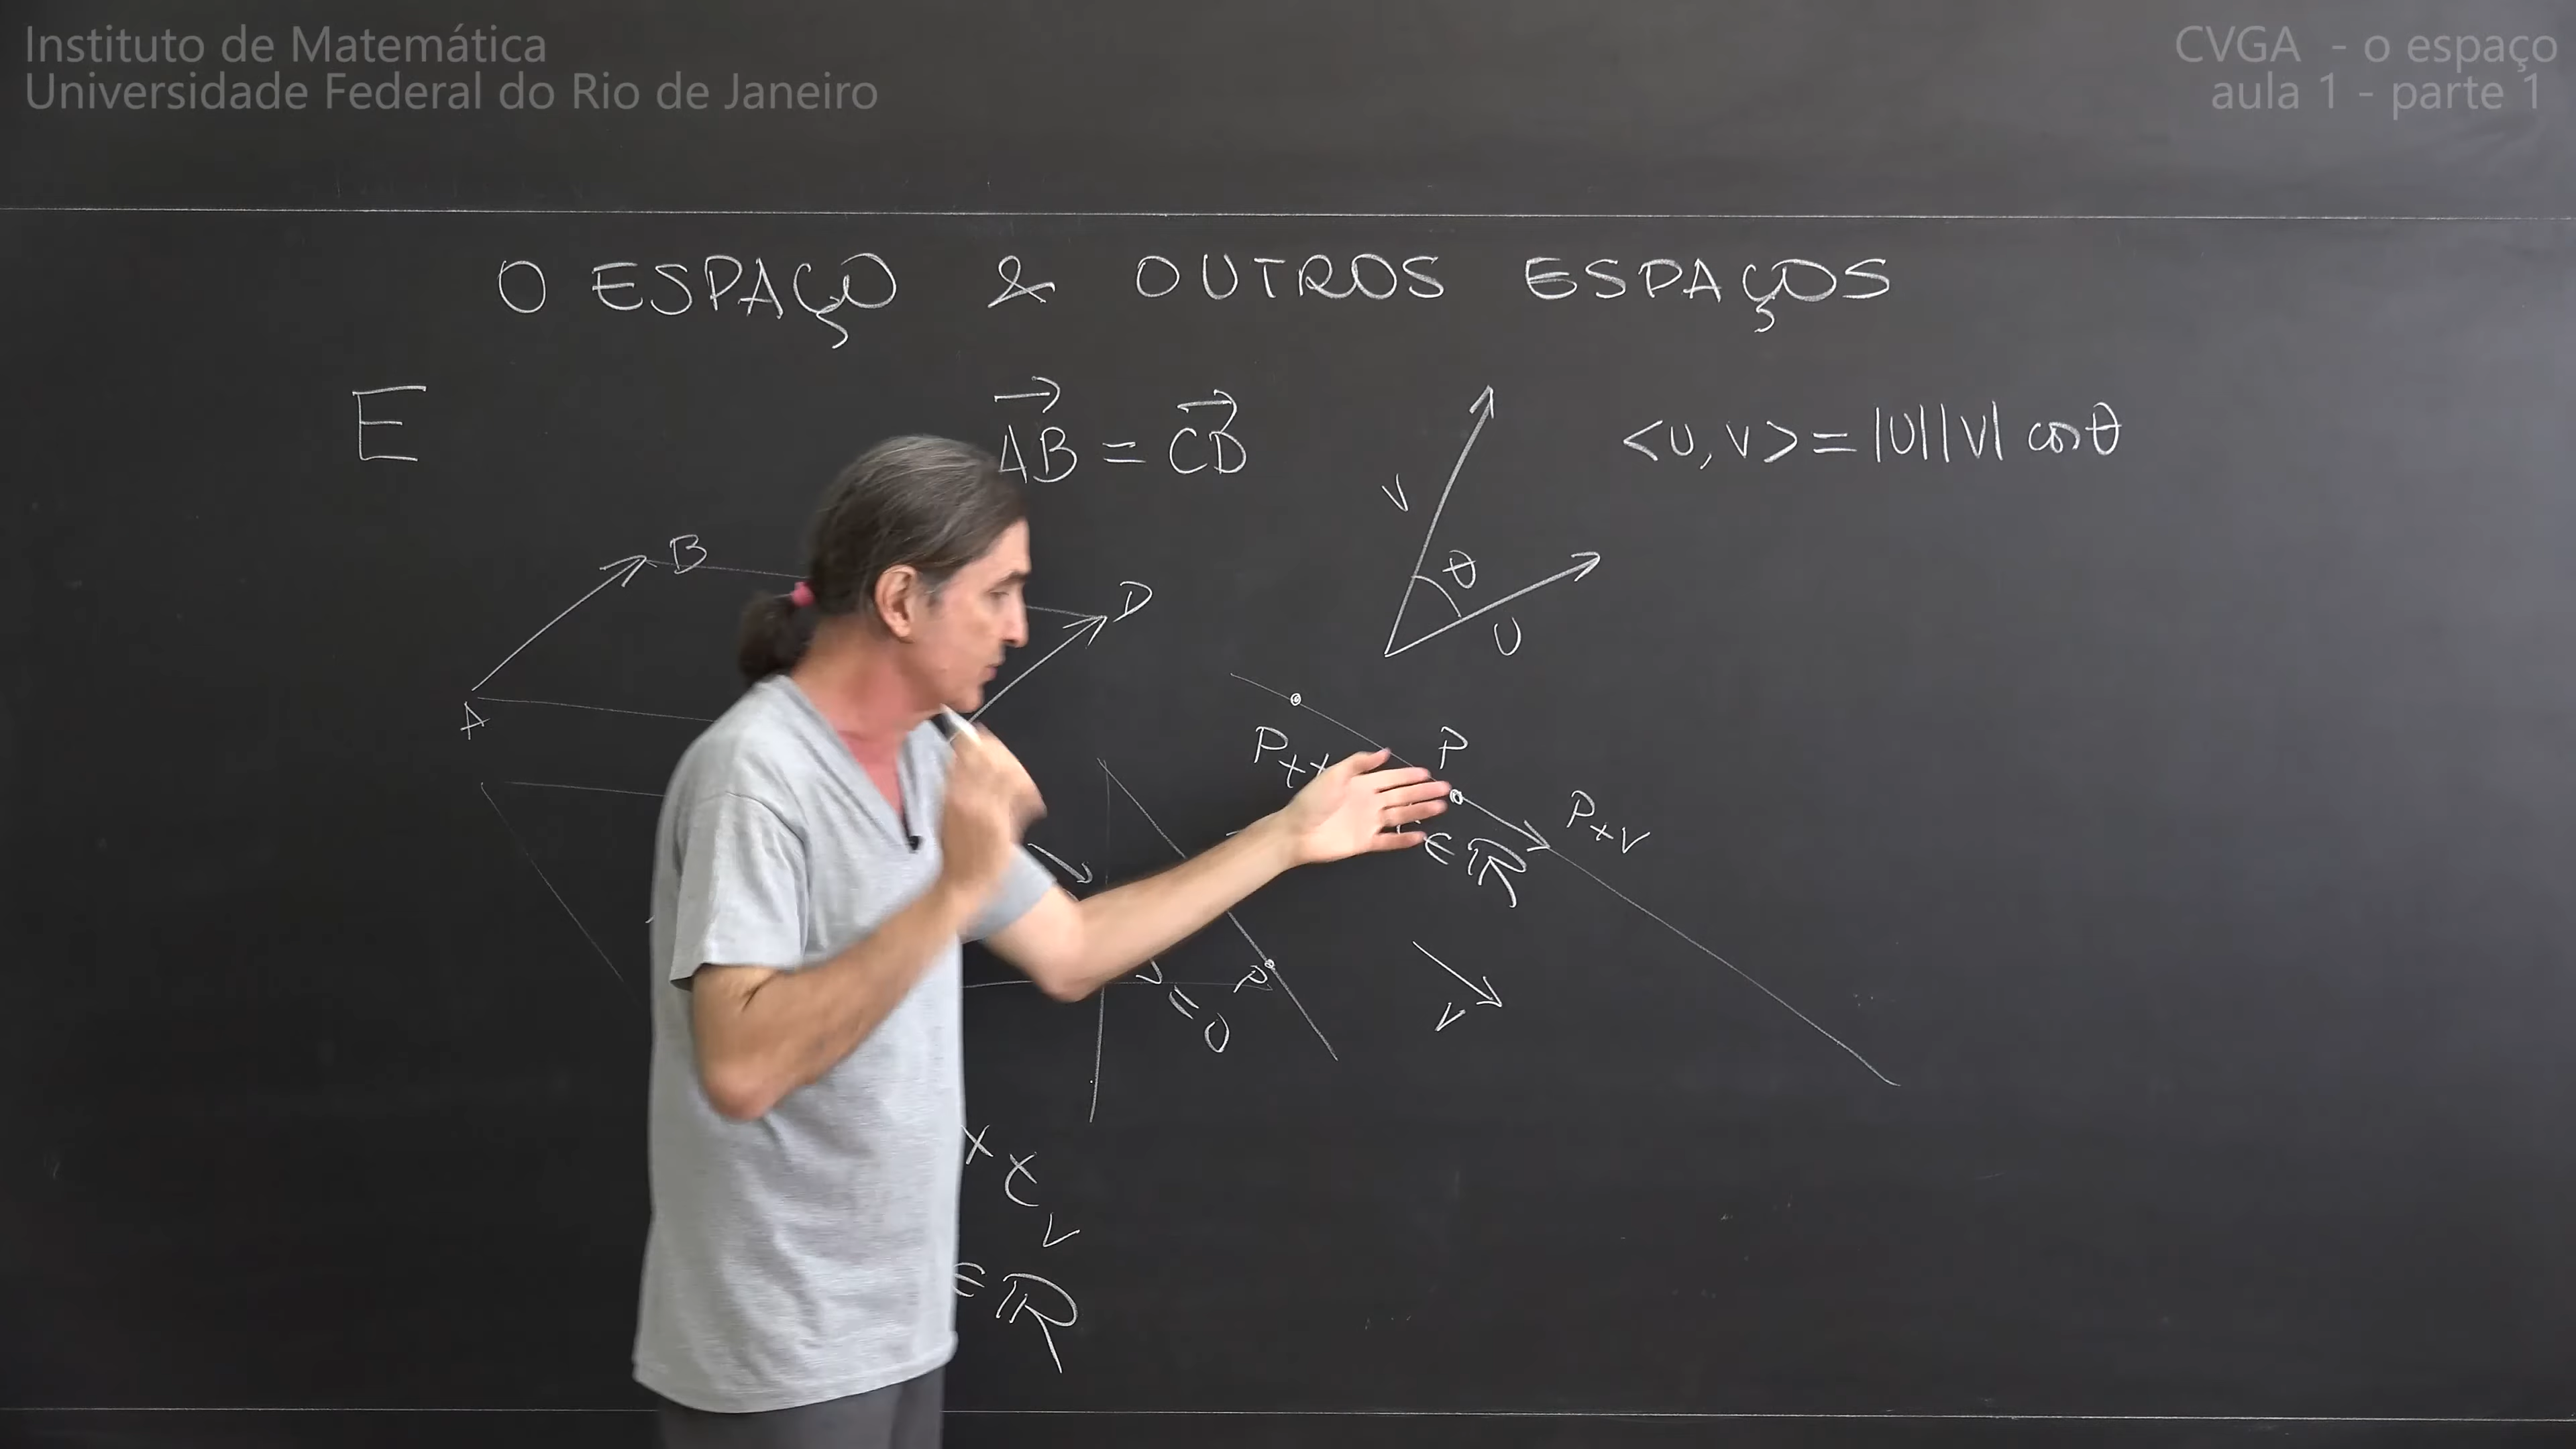 Instituto de Matemática
Universidade Federal do Rio de Janeiro
CVGA - o espaço
aula 1 - parte 1
O ESPAÇO & OUTROS ESPAÇOS
E
AB = CD
<U,V> = |U||V| cos θ
V
θ
U
B
D
A
P
P+V
∈ ℝ
P
= 0
V
+ t
V
∈ ℝ